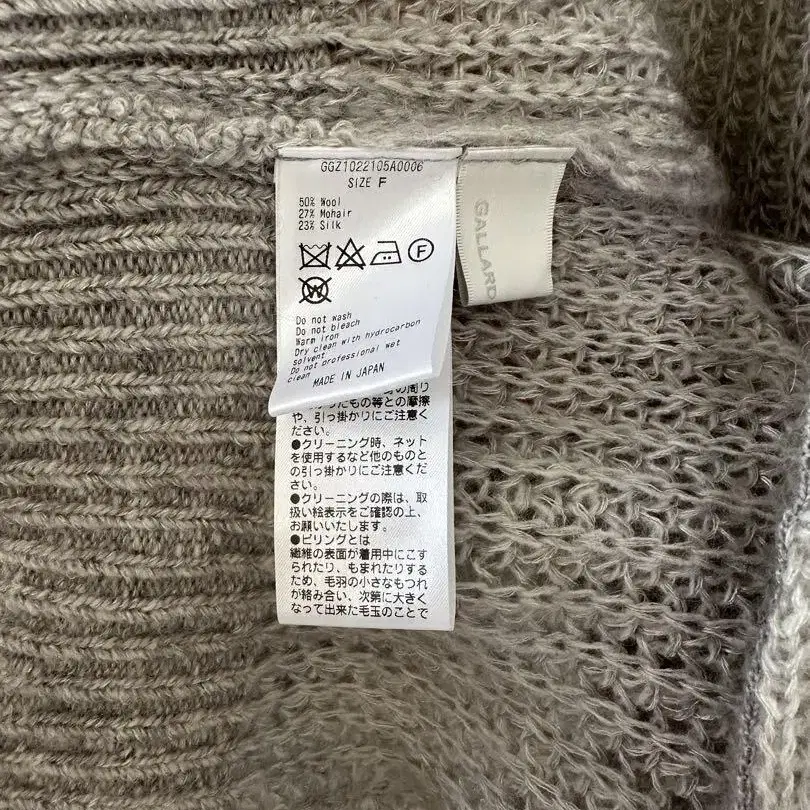 GGZ1022105A0006
SIZE F
50% Wool
27% Mohair
23% Silk
F
W
Do not wash
Do not bleach
Warm iron
Dry clean with hydrocarbon
solvent
Do not professional wet
clean
MADE IN JAPAN
GALLARD
の周り
たもの等との摩擦
や、引っ掛かりにご注意く
ださい。
●クリーニング時、ネット
を使用するなど他のものと
の引っ掛かりにご注意くだ
さい。
●クリーニングの際は、取
扱い絵表示をご確認の上、
お願いいたします。
●ピリングとは
繊維の表面が着用中にこす
られたり、もまれたりする
ため、毛羽の小さなもつれ
が絡み合い、次第に大きく
なって出来た毛玉のことで